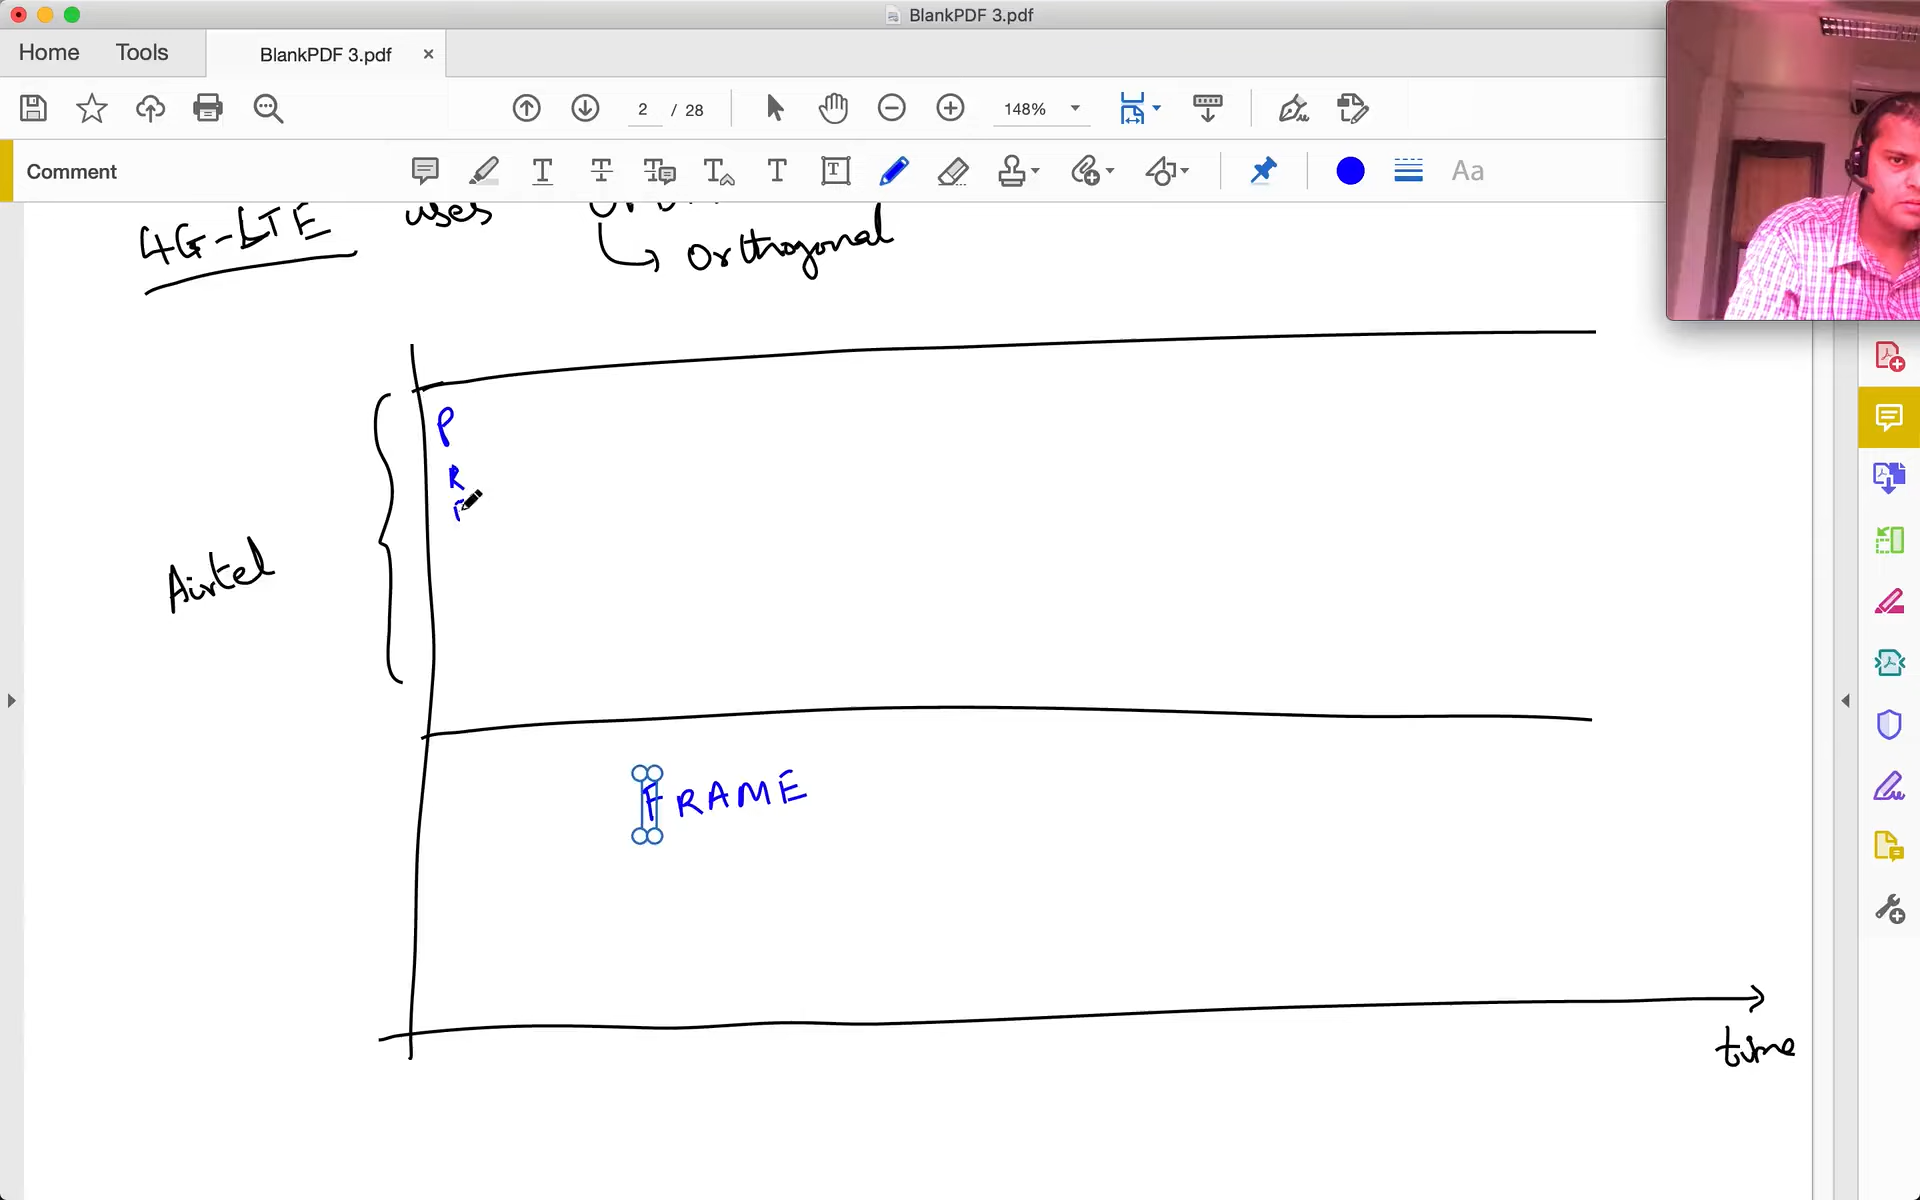 BlankPDF 3.pdf
Home Tools BlankPDF 3.pdf ×
2 / 28 148%
Comment T T T T T T Aa
4G-LTE uses
Orthogonal
P
R
Airtel
FRAME
time